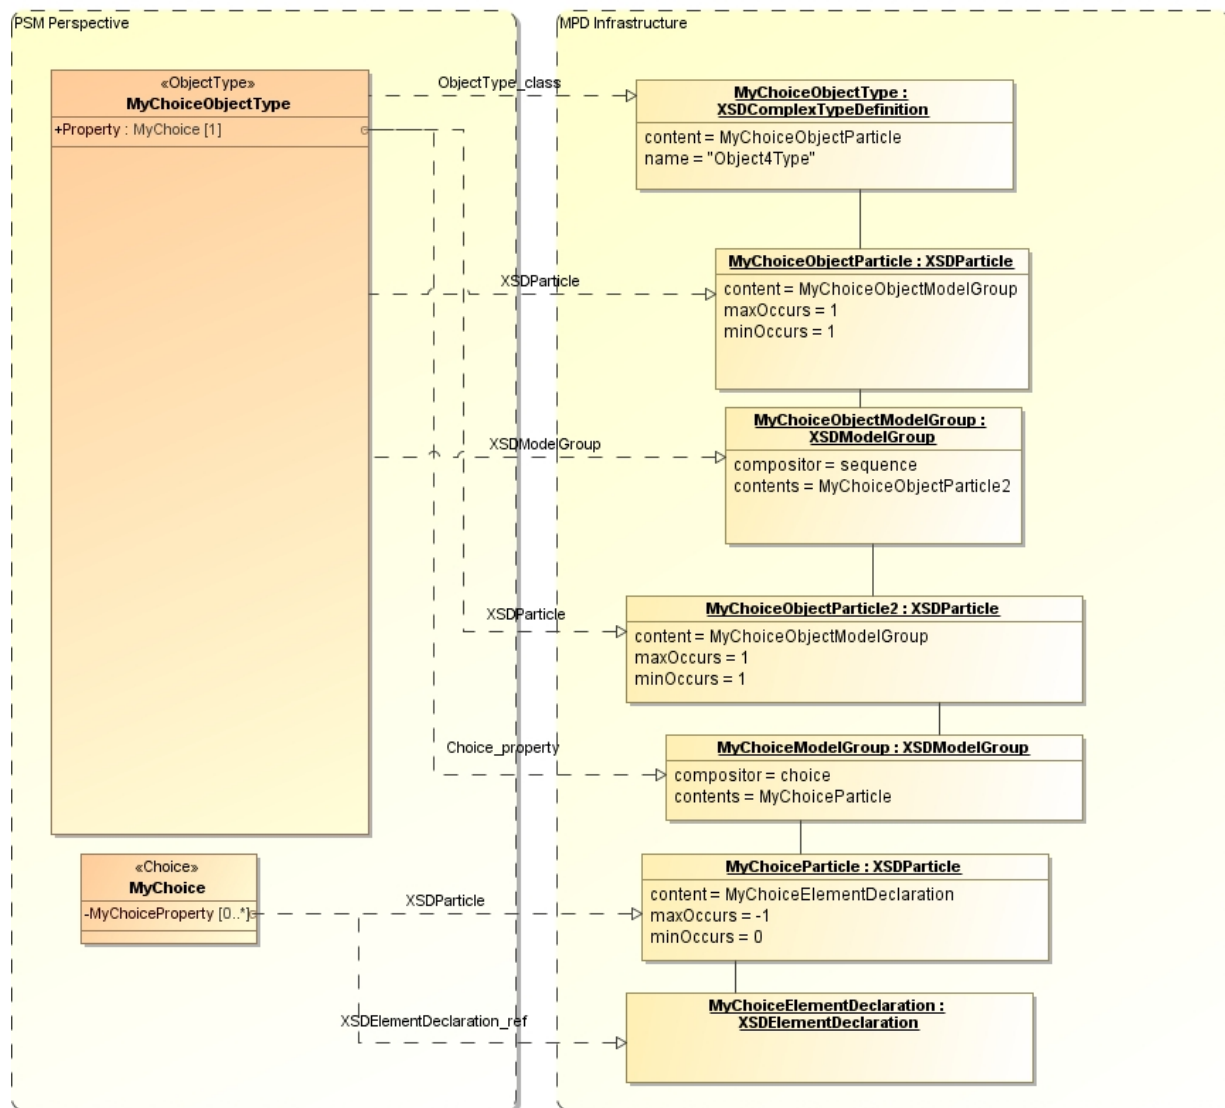 PSM Perspective
«ObjectType»
MyChoiceObjectType
+Property : MyChoice [1]
«Choice»
MyChoice
-MyChoiceProperty [0..*]
ObjectType_class
XSDParticle
XSDModelGroup
XSDParticle
Choice_property
XSDParticle
XSDElementDeclaration_ref
MPD Infrastructure
MyChoiceObjectType :
XSDComplexTypeDefinition
content = MyChoiceObjectParticle
name = "Object4Type"
MyChoiceObjectParticle : XSDParticle
content = MyChoiceObjectModelGroup
maxOccurs = 1
minOccurs = 1
MyChoiceObjectModelGroup :
XSDModelGroup
compositor = sequence
contents = MyChoiceObjectParticle2
MyChoiceObjectParticle2 : XSDParticle
content = MyChoiceObjectModelGroup
maxOccurs = 1
minOccurs = 1
MyChoiceModelGroup : XSDModelGroup
compositor = choice
contents = MyChoiceParticle
MyChoiceParticle : XSDParticle
content = MyChoiceElementDeclaration
maxOccurs = -1
minOccurs = 0
MyChoiceElementDeclaration :
XSDElementDeclaration